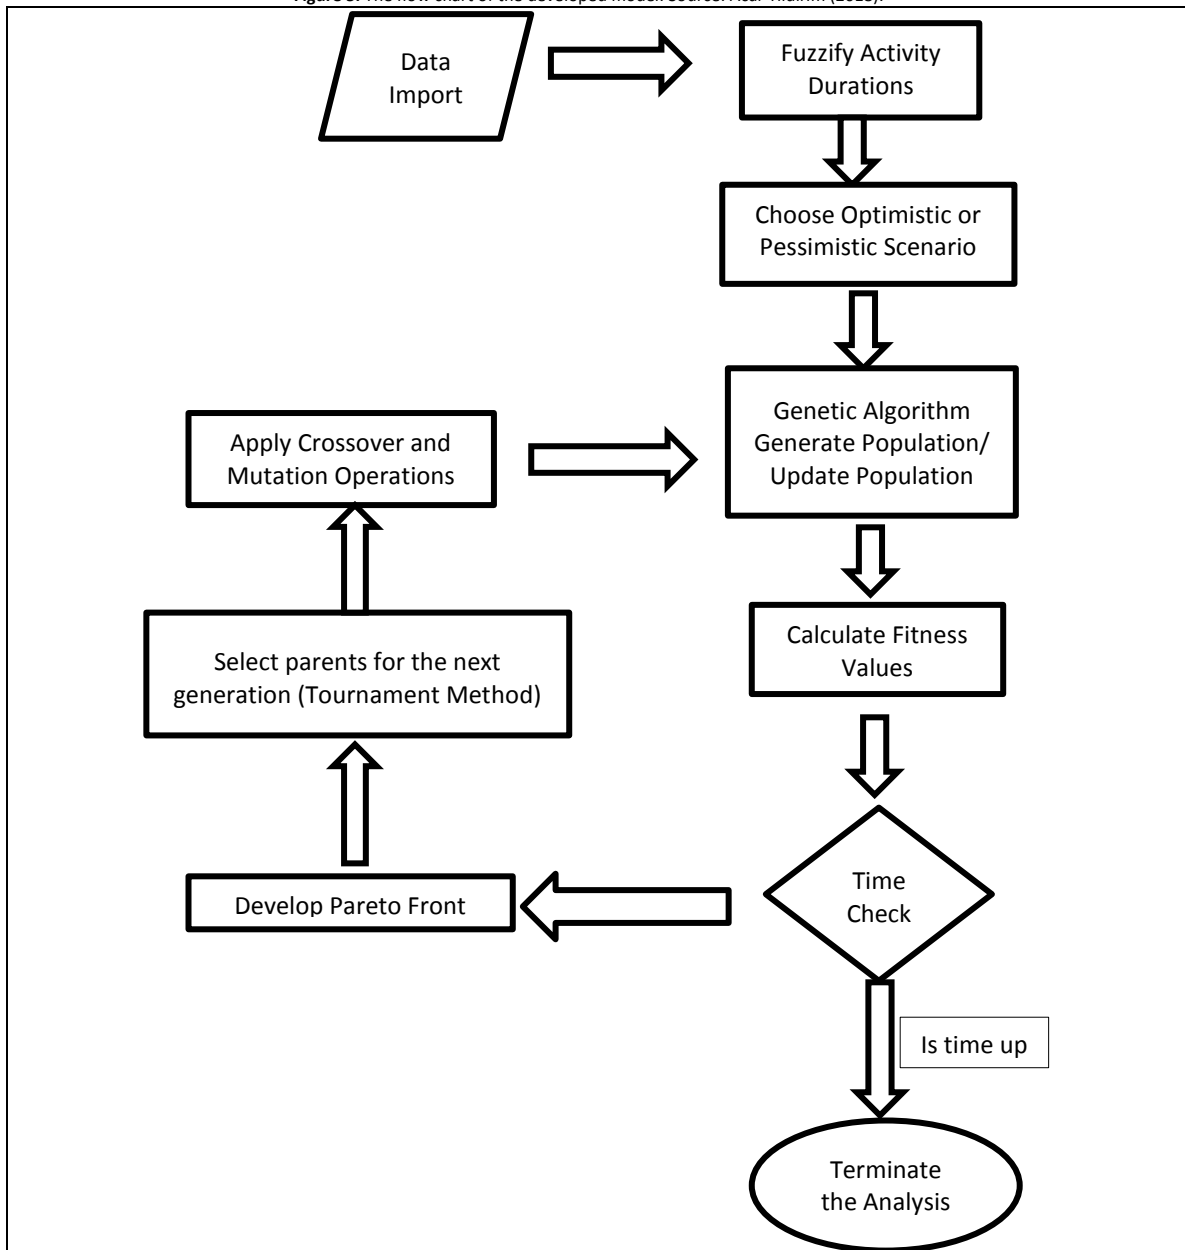 Data
Import
Fuzzify Activity
Durations
Choose Optimistic or
Pessimistic Scenario
Genetic Algorithm
Generate Population/
Update Population
Apply Crossover and
Mutation Operations
Calculate Fitness
Values
Select parents for the next
generation (Tournament Method)
Time
Check
Develop Pareto Front
Is time up
Terminate
the Analysis